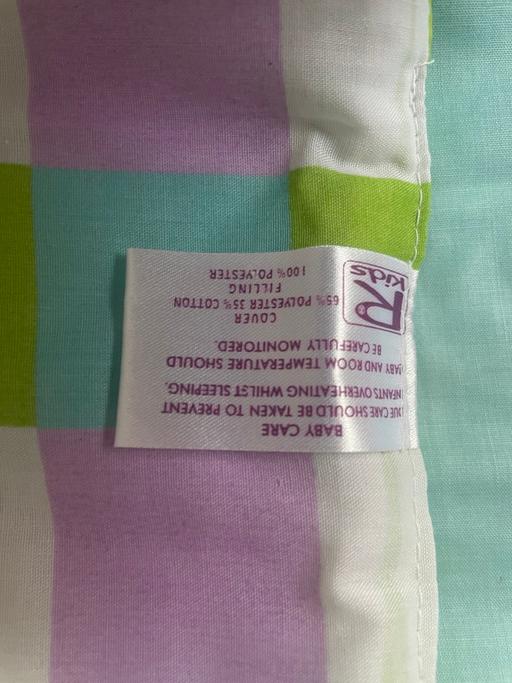 BABY CARE
DUE CARE SHOULD BE TAKEN TO PREVENT
INFANTS OVERHEATING WHILST SLEEPING.
BABY AND ROOM TEMPERATURE SHOULD
BE CAREFULLY MONITORED.
COVER
65% POLYESTER 35% COTTON
FILLING
100% POLYESTER
R
kids